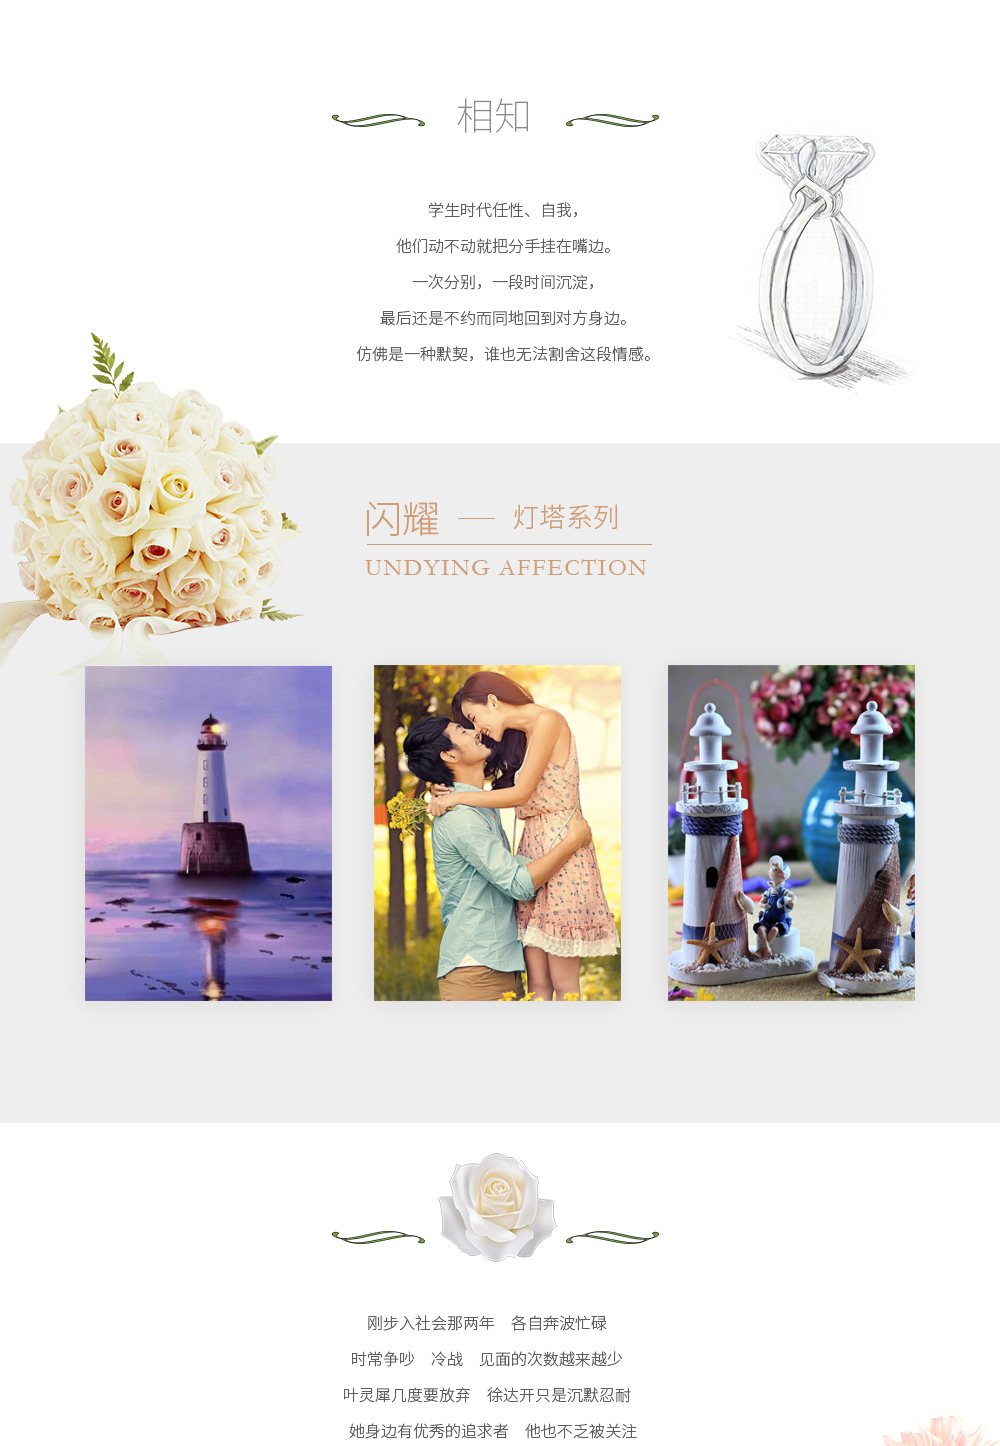 相知
学生时代任性、自我，
他们动不动就把分手挂在嘴边。
一次分别，一段时间沉淀，
最后还是不约而同地回到对方身边。
仿佛是一种默契，谁也无法割舍这段情感。
闪耀 — 灯塔系列
UNDYING AFFECTION
刚步入社会那两年　各自奔波忙碌
时常争吵　冷战　见面的次数越来越少
叶灵犀几度要放弃　徐达开只是沉默忍耐
她身边有优秀的追求者　他也不乏被关注